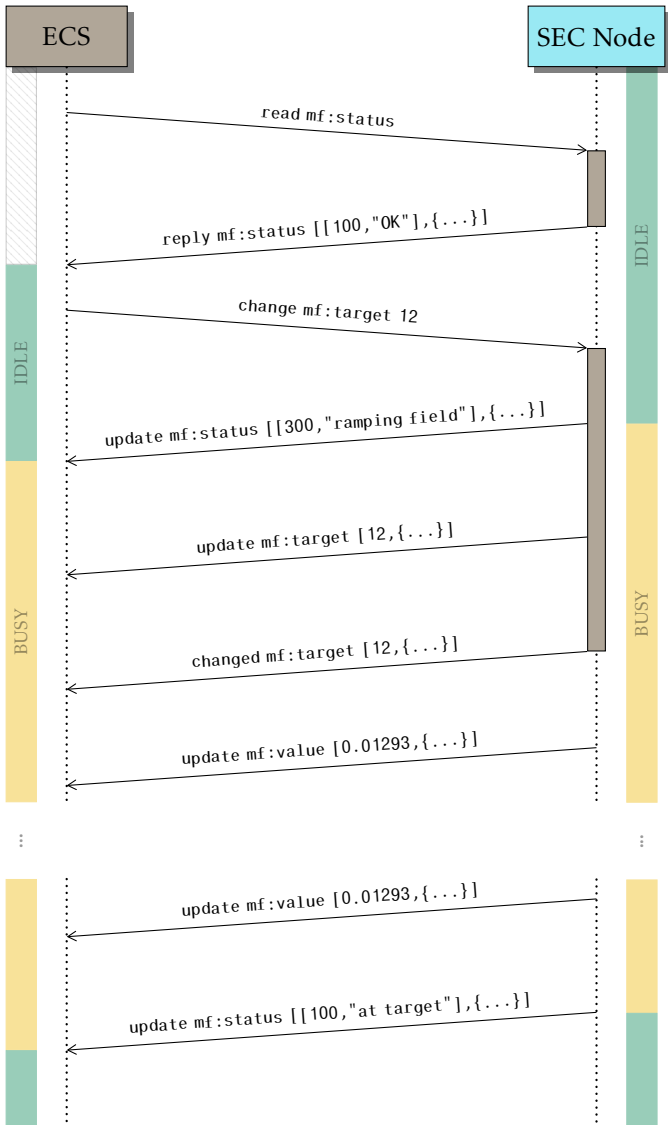 ECS
SEC Node
read mf:status
reply mf:status [[100,"OK"],{...}]
IDLE
change mf:target 12
IDLE
update mf:status [[300,"ramping field"],{...}]
update mf:target [12,{...}]
BUSY
BUSY
changed mf:target [12,{...}]
update mf:value [0.01293,{...}]
...
...
update mf:value [0.01293,{...}]
update mf:status [[100,"at target"],{...}]